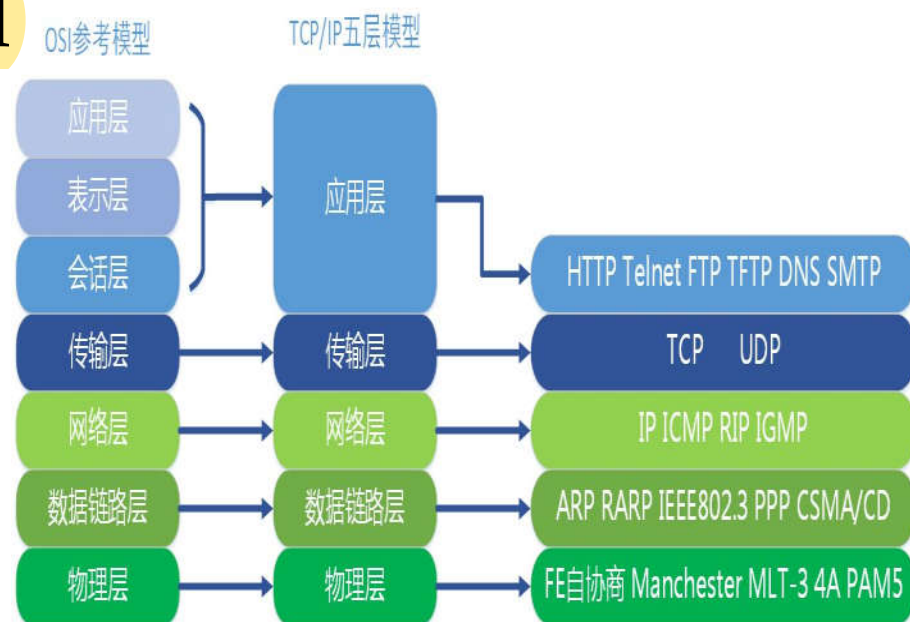 OSI参考模型
TCP/IP五层模型
应用层
表示层
会话层
传输层
网络层
数据链路层
物理层
应用层
传输层
网络层
数据链路层
物理层
HTTP Telnet FTP TFTP DNS SMTP
TCP UDP
IP ICMP RIP IGMP
ARP RARP IEEE802.3 PPP CSMA/CD
FE自协商 Manchester MLT-3 4A PAM5